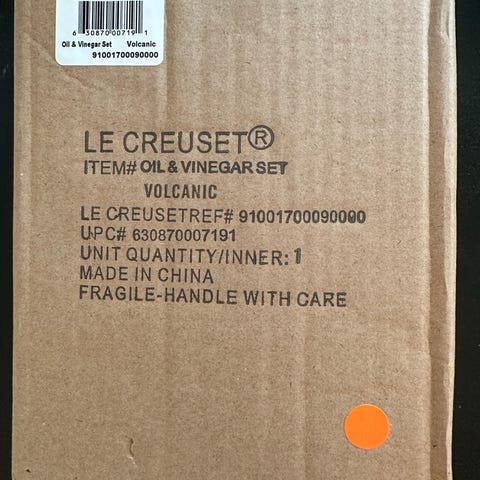 6 30870 00719 1
Oil & Vinegar Set Volcanic
91001700090000
LE CREUSET®
ITEM# OIL & VINEGAR SET
VOLCANIC
LE CREUSETREF# 91001700090000
UPC# 630870007191
UNIT QUANTITY/INNER: 1
MADE IN CHINA
FRAGILE-HANDLE WITH CARE